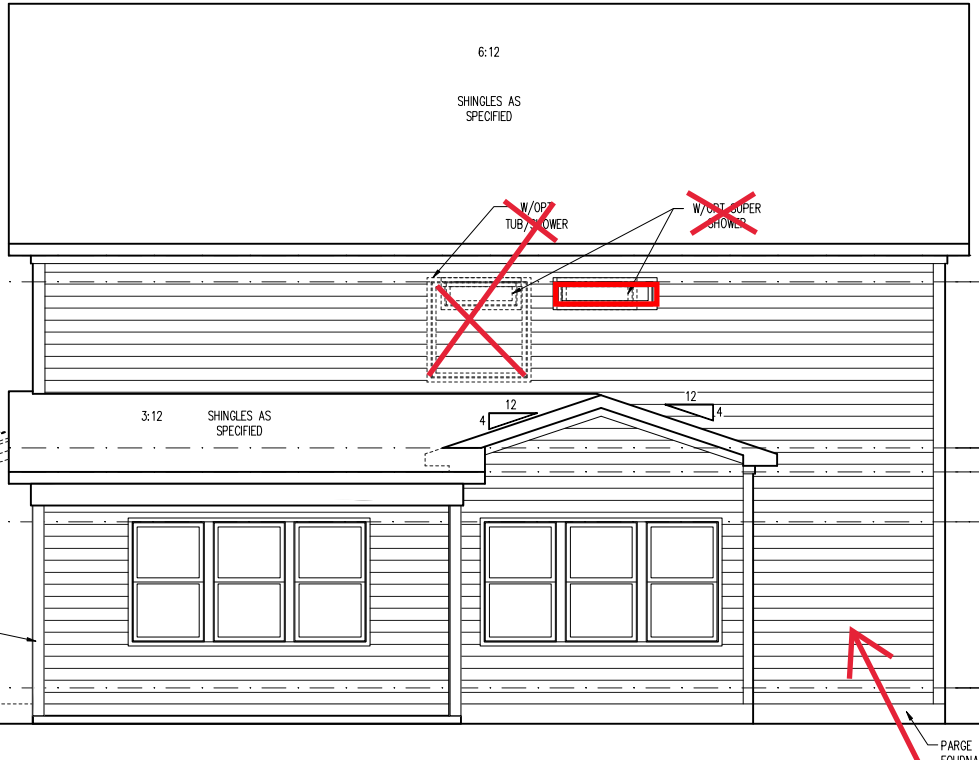 6:12
SHINGLES AS
SPECIFIED
W/OPT
TUB/SHOWER
W/OPT SUPER
SHOWER
12
4
12
4
3:12
SHINGLES AS
SPECIFIED
PARGE